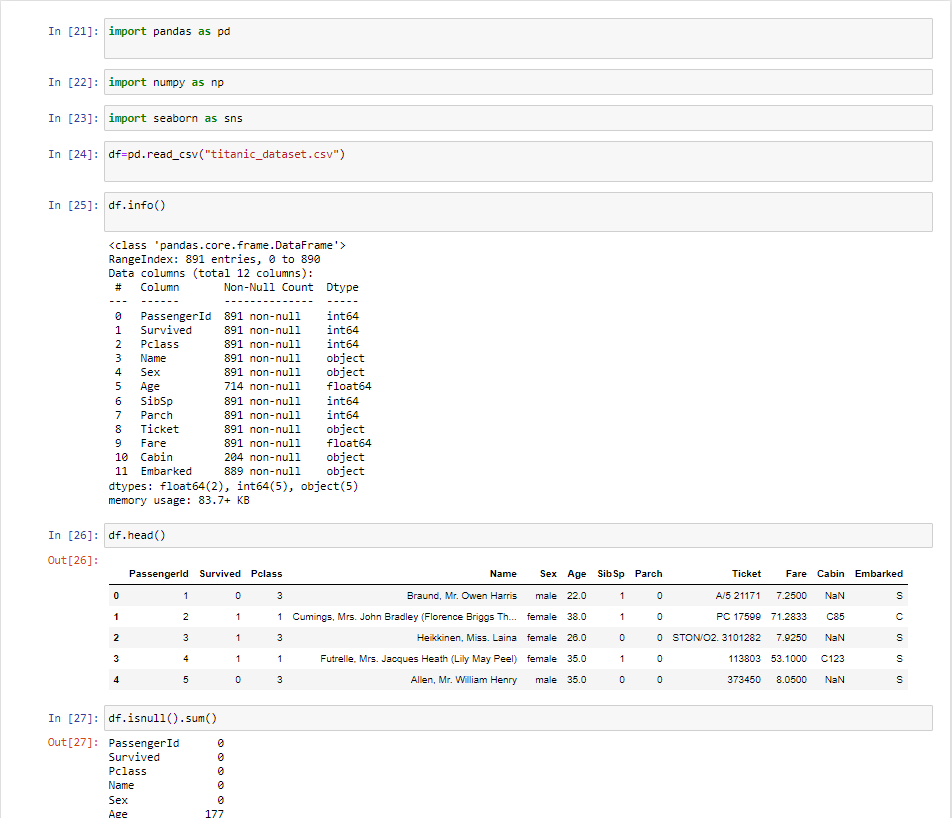 In [21]: import pandas as pd
In [22]: import numpy as np
In [23]: import seaborn as sns
In [24]: df=pd.read_csv("titanic_dataset.csv")
In [25]: df.info()
<class 'pandas.core.frame.DataFrame'>
RangeIndex: 891 entries, 0 to 890
Data columns (total 12 columns):
 #   Column       Non-Null Count  Dtype
---  ------       --------------  -----
 0   PassengerId  891 non-null    int64
 1   Survived     891 non-null    int64
 2   Pclass       891 non-null    int64
 3   Name         891 non-null    object
 4   Sex          891 non-null    object
 5   Age          714 non-null    float64
 6   SibSp        891 non-null    int64
 7   Parch        891 non-null    int64
 8   Ticket       891 non-null    object
 9   Fare         891 non-null    float64
 10  Cabin        204 non-null    object
 11  Embarked     889 non-null    object
dtypes: float64(2), int64(5), object(5)
memory usage: 83.7+ KB
In [26]: df.head()
Out[26]:
PassengerId Survived Pclass Name Sex Age SibSp Parch Ticket Fare Cabin Embarked
0 1 0 3 Braund, Mr. Owen Harris male 22.0 1 0 A/5 21171 7.2500 NaN S
1 2 1 1 Cumings, Mrs. John Bradley (Florence Briggs Th... female 38.0 1 0 PC 17599 71.2833 C85 C
2 3 1 3 Heikkinen, Miss. Laina female 26.0 0 0 STON/O2. 3101282 7.9250 NaN S
3 4 1 1 Futrelle, Mrs. Jacques Heath (Lily May Peel) female 35.0 1 0 113803 53.1000 C123 S
4 5 0 3 Allen, Mr. William Henry male 35.0 0 0 373450 8.0500 NaN S
In [27]: df.isnull().sum()
Out[27]: PassengerId 0
Survived 0
Pclass 0
Name 0
Sex 0
Age 177